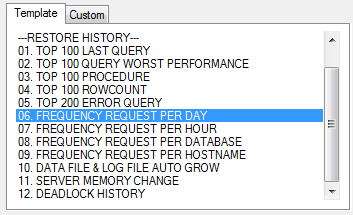 Template Custom
---RESTORE HISTORY---
01. TOP 100 LAST QUERY
02. TOP 100 QUERY WORST PERFORMANCE
03. TOP 100 PROCEDURE
04. TOP 100 ROWCOUNT
05. TOP 200 ERROR QUERY
06. FREQUENCY REQUEST PER DAY
07. FREQUENCY REQUEST PER HOUR
08. FREQUENCY REQUEST PER DATABASE
09. FREQUENCY REQUEST PER HOSTNAME
10. DATA FILE & LOG FILE AUTO GROW
11. SERVER MEMORY CHANGE
12. DEADLOCK HISTORY